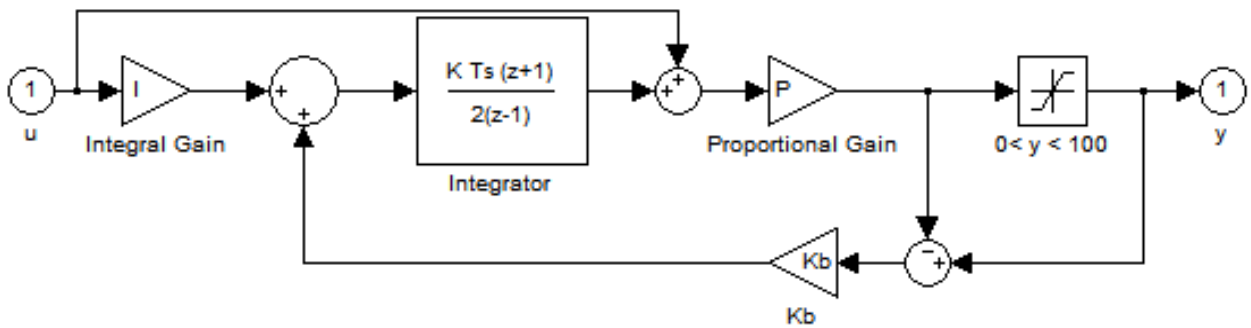 1
u
I
Integral Gain
+
+
K Ts (z+1)
2(z-1)
Integrator
+
+
P
Proportional Gain
0< y < 100
1
y
−
+
Kb
Kb